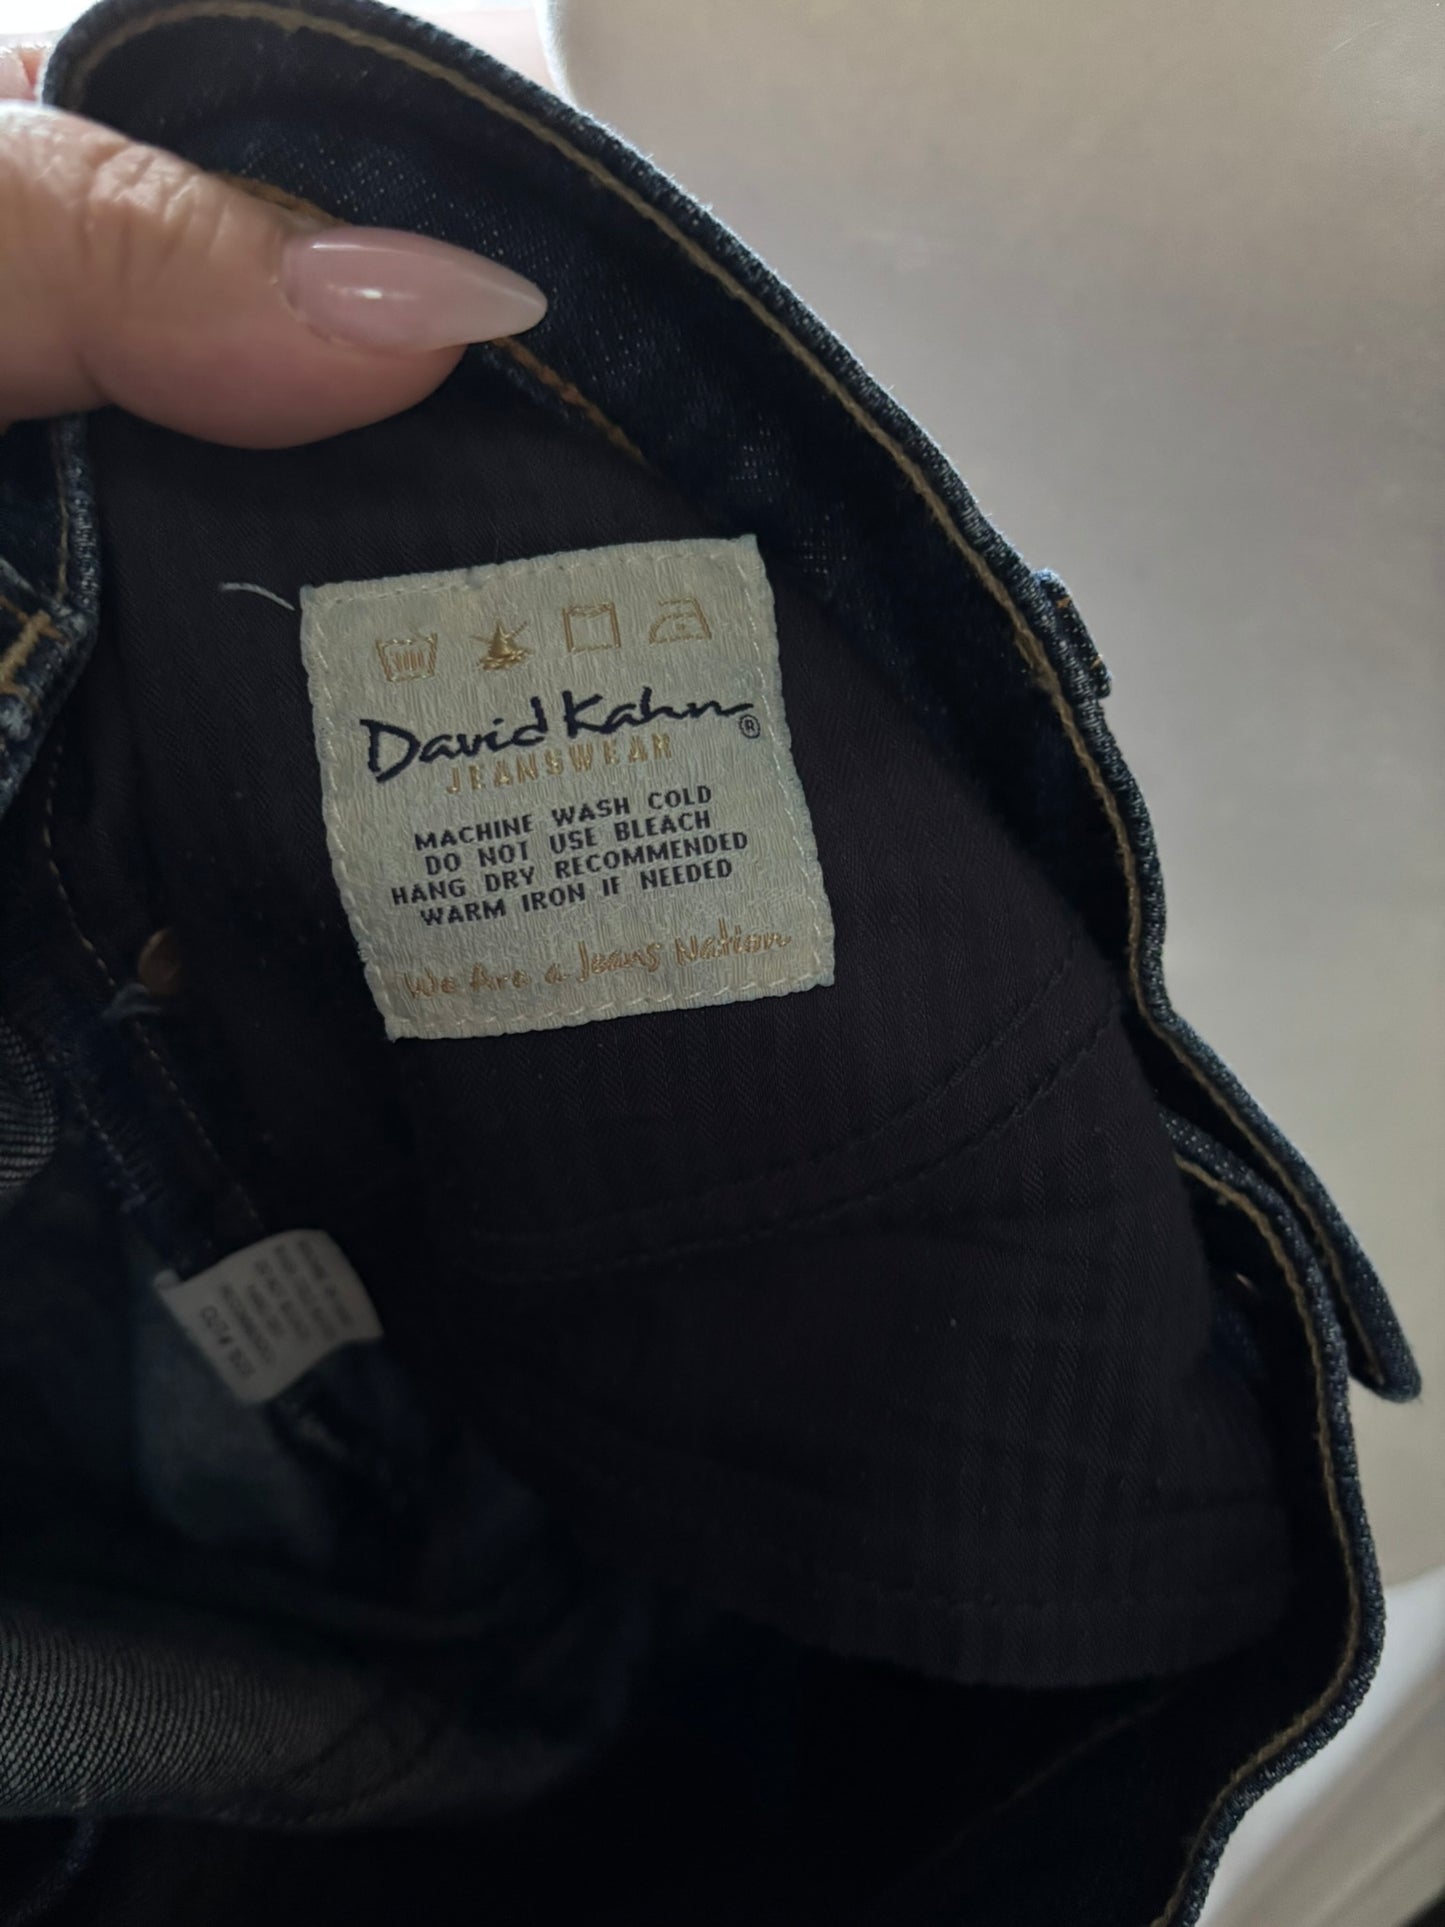 David Kahn®
JEANSWEAR
MACHINE WASH COLD
DO NOT USE BLEACH
HANG DRY RECOMMENDED
WARM IRON IF NEEDED
We Are a Jeans Nation
CUT#